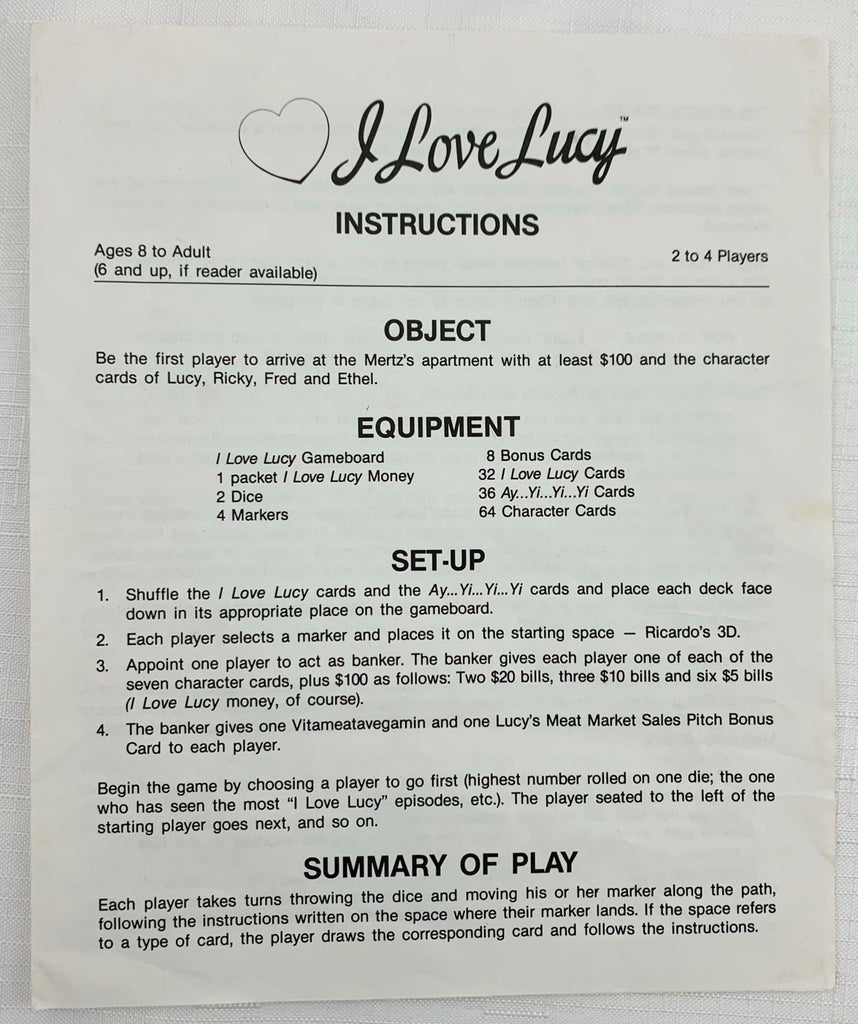 I Love Lucy™
INSTRUCTIONS
Ages 8 to Adult
(6 and up, if reader available)
2 to 4 Players
OBJECT
Be the first player to arrive at the Mertz's apartment with at least $100 and the character
cards of Lucy, Ricky, Fred and Ethel.
EQUIPMENT
I Love Lucy Gameboard
1 packet I Love Lucy Money
2 Dice
4 Markers
8 Bonus Cards
32 I Love Lucy Cards
36 Ay...Yi...Yi...Yi Cards
64 Character Cards
SET-UP
1. Shuffle the I Love Lucy cards and the Ay...Yi...Yi...Yi cards and place each deck face
down in its appropriate place on the gameboard.
2. Each player selects a marker and places it on the starting space — Ricardo's 3D.
3. Appoint one player to act as banker. The banker gives each player one of each of the
seven character cards, plus $100 as follows: Two $20 bills, three $10 bills and six $5 bills
(I Love Lucy money, of course).
4. The banker gives one Vitameatavegamin and one Lucy's Meat Market Sales Pitch Bonus
Card to each player.
Begin the game by choosing a player to go first (highest number rolled on one die; the one
who has seen the most “I Love Lucy” episodes, etc.). The player seated to the left of the
starting player goes next, and so on.
SUMMARY OF PLAY
Each player takes turns throwing the dice and moving his or her marker along the path,
following the instructions written on the space where their marker lands. If the space refers
to a type of card, the player draws the corresponding card and follows the instructions.